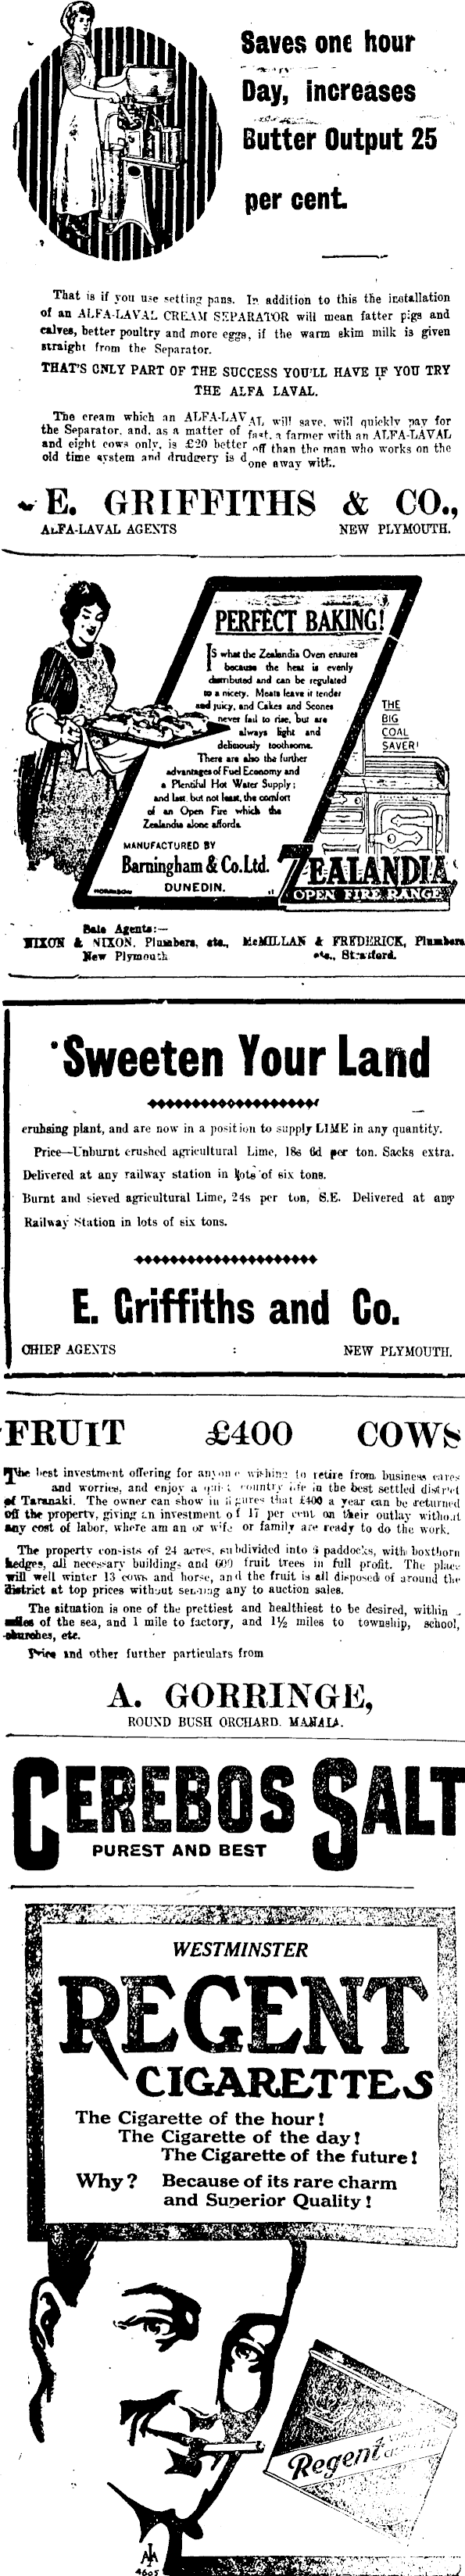 Saves one hour
Day, increases
Butter Output 25
per cent.
That is if you use setting pans. In addition to this the installation
of an ALFA-LAVAL CREAM SEPARATOR will mean fatter pigs and
calves, better poultry and more eggs, if the warm skim milk is given
straight from the Separator.
THAT'S ONLY PART OF THE SUCCESS YOU'LL HAVE IF YOU TRY
THE ALFA LAVAL.
The cream which an ALFA-LAVAL will save, will quickly pay for
the Separator, and, as a matter of fact, a farmer with an ALFA-LAVAL
and eight cows only, is £20 better off than the man who works on the
old time system and drudgery is done away with.
E. GRIFFITHS & CO.,
ALFA-LAVAL AGENTS NEW PLYMOUTH.
PERFECT BAKING!
IS what the Zealandia Oven ensures
because the heat is evenly
distributed and can be regulated
to a nicety. Meats leave it tender
and juicy, and Cakes and Scones
never fail to rise, but are
always light and
deliciously toothsome.
There are also the further
advantages of Fuel Economy and
a Plentiful Hot Water Supply;
and last, but not least, the comfort
of an Open Fire which the
Zealandia alone affords.
THE
BIG
COAL
SAVER!
MANUFACTURED BY
Barningham & Co. Ltd.
DUNEDIN.
MORRISON 11
ZEALANDIA
OPEN FIRE RANGE
Sale Agents:—
NIXON & NIXON, Plumbers, etc., McMILLAN & FREDERICK, Plumbers
New Plymouth etc., Stratford.
Sweeten Your Land
cruhsing plant, and are now in a position to supply LIME in any quantity.
Price—Unburnt crushed agricultural Lime, 18s 6d per ton. Sacks extra.
Delivered at any railway station in lots of six tons.
Burnt and sieved agricultural Lime, 24s per ton, S.E. Delivered at any
Railway Station in lots of six tons.
E. Griffiths and Co.
CHIEF AGENTS : NEW PLYMOUTH.
FRUIT £400 COWS
The best investment offering for anyone wishing to retire from business cares
and worries, and enjoy a quiet country life in the best settled district
of Taranaki. The owner can show in figures that £400 a year can be returned
off the property, giving an investment of 17 per cent on their outlay without
any cost of labor, where am an or wife or family are ready to do the work.
The property consists of 24 acres, subdivided into paddocks, with boxthorn
hedges, all necessary buildings and 600 fruit trees in full profit. The place
will well winter 13 cows and horse, and the fruit is all disposed of around the
district at top prices without sending any to auction sales.
The situation is one of the prettiest and healthiest to be desired, within
miles of the sea, and 1 mile to factory, and 1½ miles to township, school,
churches, etc.
Price and other further particulars from
A. GORRINGE,
ROUND BUSH ORCHARD. MANAIA.
CEREBOS SALT
PUREST AND BEST
WESTMINSTER
REGENT
CIGARETTES
The Cigarette of the hour!
The Cigarette of the day!
The Cigarette of the future!
Why? Because of its rare charm
and Superior Quality!
Regent
4605